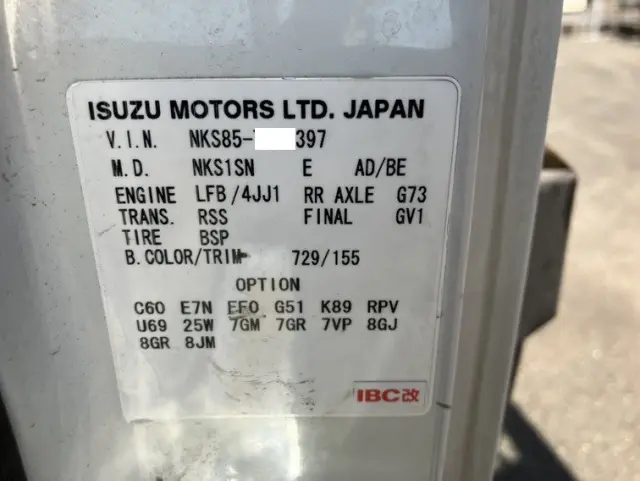 ISUZU MOTORS LTD. JAPAN
V.I.N. NKS85- 397
M.D. NKS1SN E AD/BE
ENGINE LFB/4JJ1 RR AXLE G73
TRANS. RSS FINAL GV1
TIRE BSP
B.COLOR/TRIM 729/155
OPTION
C60 E7N EF0 G51 K89 RPV
U69 25W 7GM 7GR 7VP 8GJ
8GR 8JM
IBC改